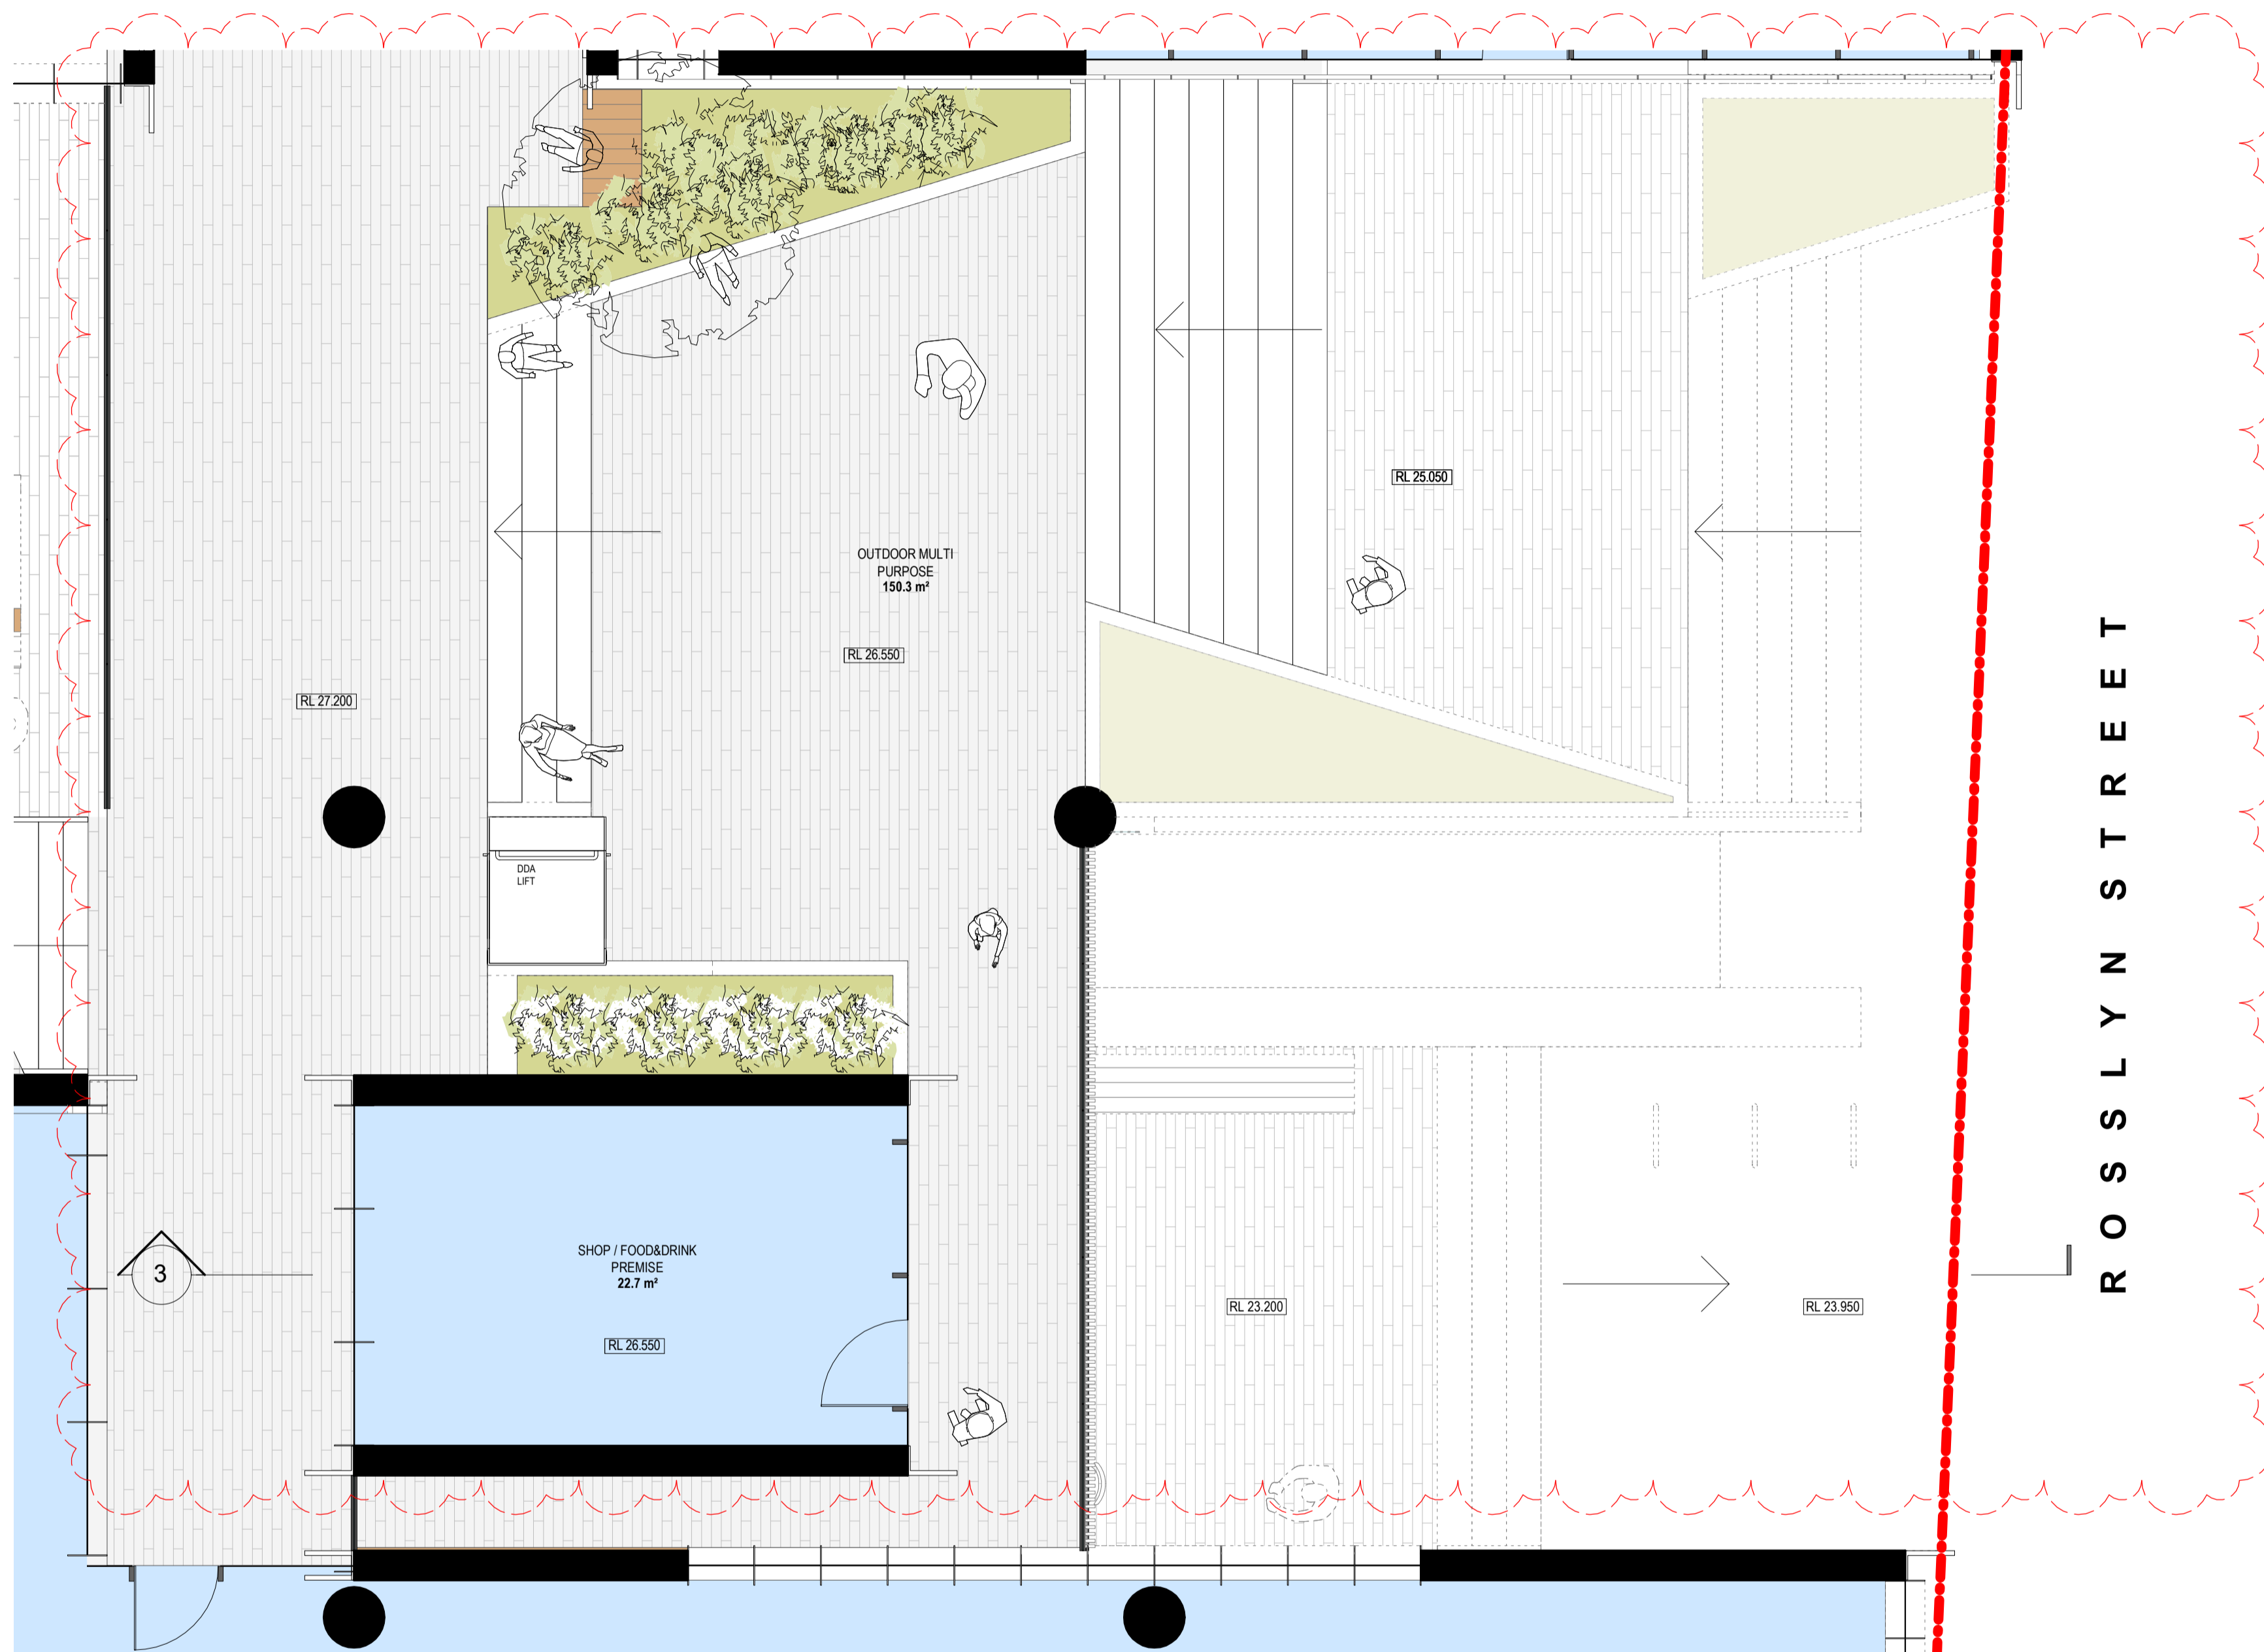 RL 25.050
OUTDOOR MULTI
PURPOSE
150.3 m²
RL 26.550
RL 27.200
DDA
LIFT
ROSSLYN STREET
SHOP / FOOD&DRINK
PREMISE
22.7 m²
3
RL 23.200
RL 23.950
RL 26.550